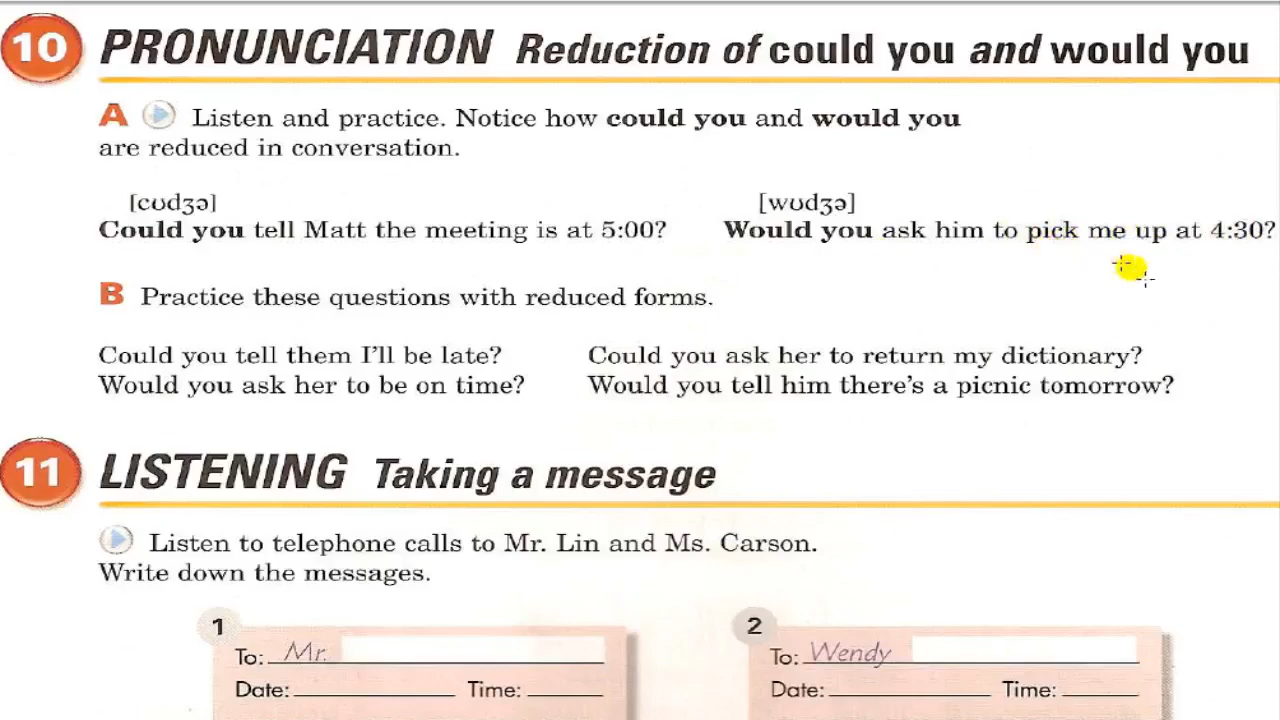 10 PRONUNCIATION Reduction of could you and would you
A Listen and practice. Notice how could you and would you
are reduced in conversation.
[cʊdʒə] [wʊdʒə]
Could you tell Matt the meeting is at 5:00? Would you ask him to pick me up at 4:30?
B Practice these questions with reduced forms.
Could you tell them I'll be late? Could you ask her to return my dictionary?
Would you ask her to be on time? Would you tell him there's a picnic tomorrow?
11 LISTENING Taking a message
Listen to telephone calls to Mr. Lin and Ms. Carson.
Write down the messages.
1 2
To: Mr. To: Wendy
Date: Time: Date: Time: